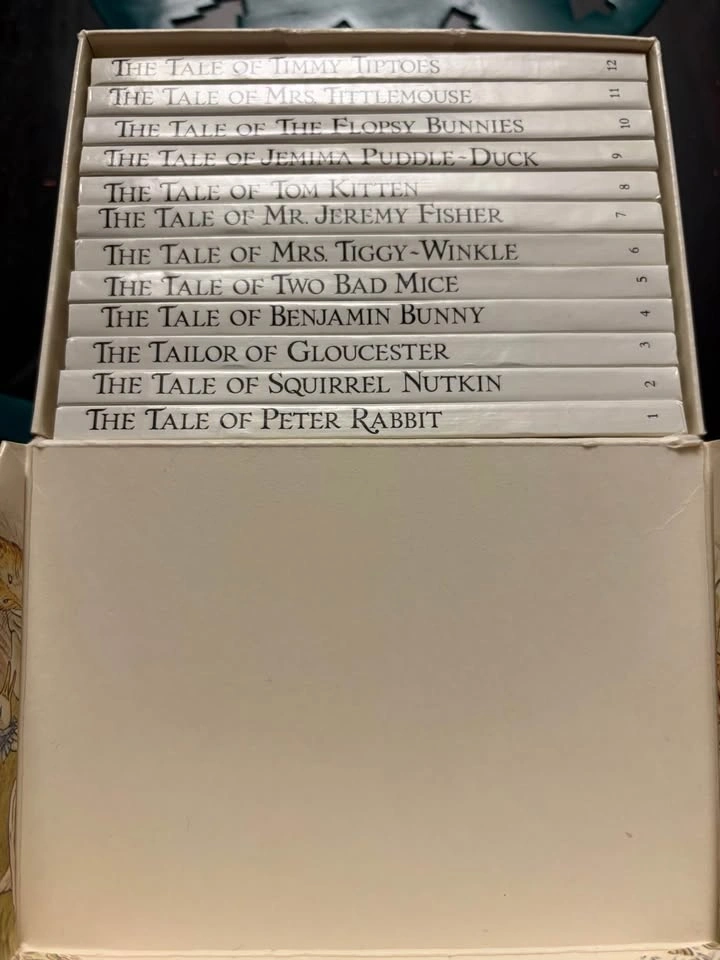 The Tale of Timmy Tiptoes 12
The Tale of Mrs. Tittlemouse 11
The Tale of The Flopsy Bunnies 10
The Tale of Jemima Puddle-Duck 9
The Tale of Tom Kitten 8
The Tale of Mr. Jeremy Fisher 7
The Tale of Mrs. Tiggy-Winkle 6
The Tale of Two Bad Mice 5
The Tale of Benjamin Bunny 4
The Tailor of Gloucester 3
The Tale of Squirrel Nutkin 2
The Tale of Peter Rabbit 1